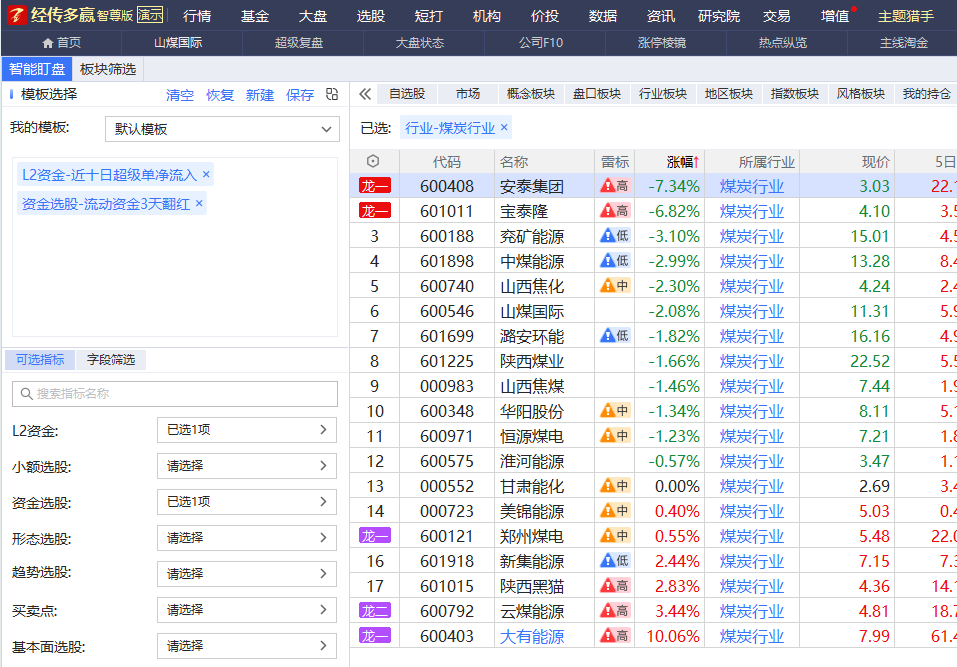 经传多赢 智尊版 演示 行情 基金 大盘 选股 短打 机构 价投 数据 资讯 研究院 交易 增值 主题猎手
首页 山煤国际 超级复盘 大盘状态 公司F10 涨停棱镜 热点纵览 主线淘金
智能盯盘 板块筛选
模板选择 清空 恢复 新建 保存
我的模板: 默认模板
L2资金-近十日超级单净流入 ×
资金选股-流动资金3天翻红 ×
可选指标 字段筛选
搜索指标名称
L2资金: 已选1项
小额选股: 请选择
资金选股: 已选1项
形态选股: 请选择
趋势选股: 请选择
买卖点: 请选择
基本面选股: 请选择
自选股 市场 概念板块 盘口板块 行业板块 地区板块 指数板块 风格板块 我的持仓
已选: 行业-煤炭行业 ×
代码 名称 雷标 涨幅↑ 所属行业 现价 5日
龙一 600408 安泰集团 高 -7.34% 煤炭行业 3.03 22.1
龙一 601011 宝泰隆 高 -6.82% 煤炭行业 4.10 3.5
3 600188 兖矿能源 低 -3.10% 煤炭行业 15.01 4.5
4 601898 中煤能源 低 -2.99% 煤炭行业 13.28 8.4
5 600740 山西焦化 中 -2.30% 煤炭行业 4.24 2.4
6 600546 山煤国际 -2.08% 煤炭行业 11.31 5.9
7 601699 潞安环能 低 -1.82% 煤炭行业 16.16 4.9
8 601225 陕西煤业 -1.66% 煤炭行业 22.52 5.5
9 000983 山西焦煤 -1.46% 煤炭行业 7.44 1.9
10 600348 华阳股份 中 -1.34% 煤炭行业 8.11 5.1
11 600971 恒源煤电 中 -1.23% 煤炭行业 7.21 1.8
12 600575 淮河能源 -0.57% 煤炭行业 3.47 1.1
13 000552 甘肃能化 中 0.00% 煤炭行业 2.69 3.4
14 000723 美锦能源 中 0.40% 煤炭行业 5.03 0.4
龙一 600121 郑州煤电 中 0.55% 煤炭行业 5.48 22.0
16 601918 新集能源 低 2.44% 煤炭行业 7.15 7.3
17 601015 陕西黑猫 高 2.83% 煤炭行业 4.36 14.1
龙二 600792 云煤能源 高 3.44% 煤炭行业 4.81 18.7
龙一 600403 大有能源 高 10.06% 煤炭行业 7.99 61.4